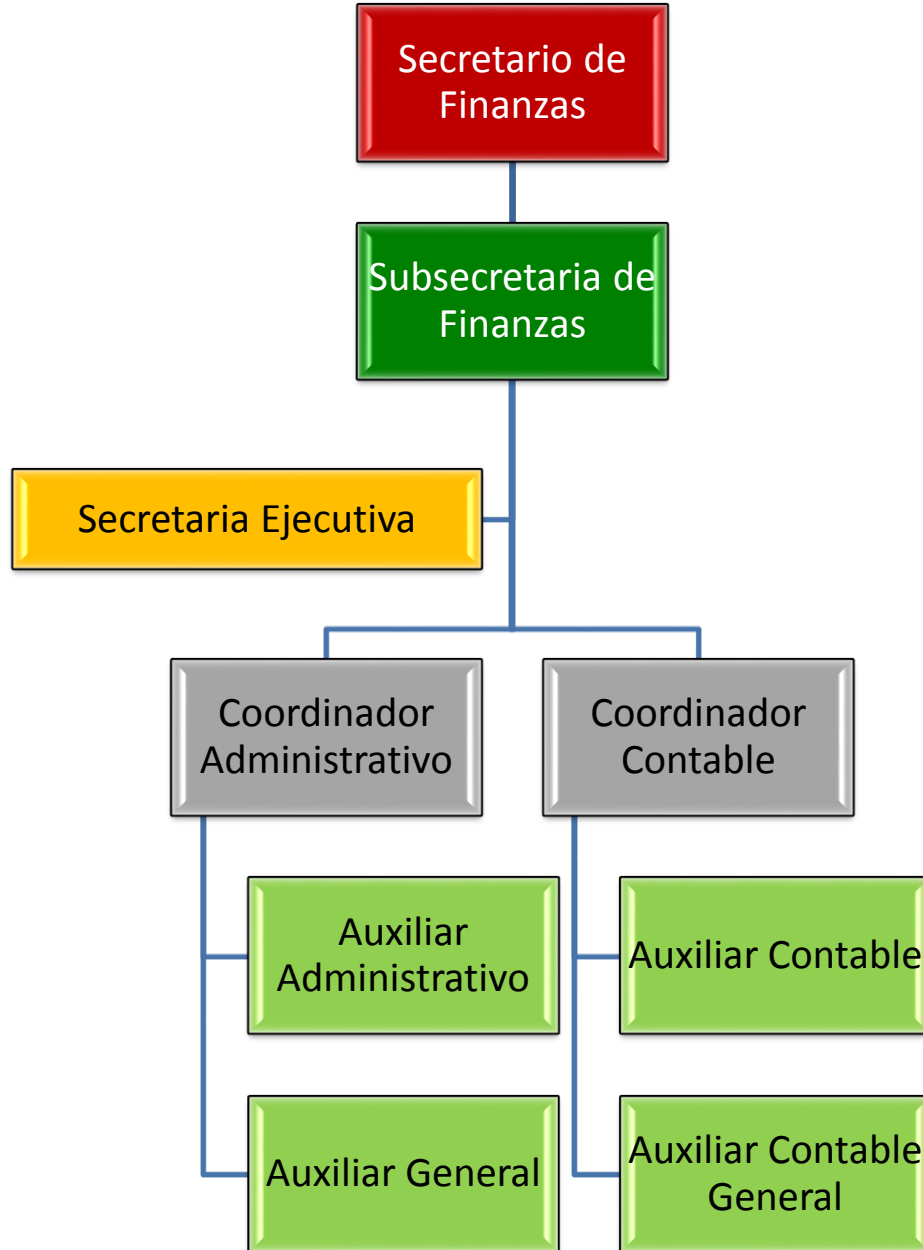 Secretario de
Finanzas
Subsecretaria de
Finanzas
Secretaria Ejecutiva
Coordinador
Administrativo
Coordinador
Contable
Auxiliar
Administrativo
Auxiliar Contable
Auxiliar General
Auxiliar Contable
General